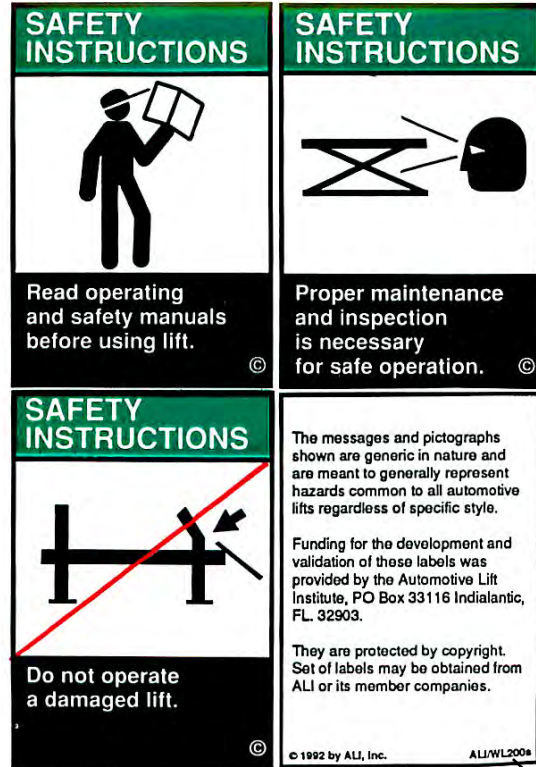 SAFETY
INSTRUCTIONS
Read operating
and safety manuals
before using lift.
©
SAFETY
INSTRUCTIONS
Proper maintenance
and inspection
is necessary
for safe operation.
©
SAFETY
INSTRUCTIONS
Do not operate
a damaged lift.
©
The messages and pictographs
shown are generic in nature and
are meant to generally represent
hazards common to all automotive
lifts regardless of specific style.
Funding for the development and
validation of these labels was
provided by the Automotive Lift
Institute, PO Box 33116 Indialantic,
FL. 32903.
They are protected by copyright.
Set of labels may be obtained from
ALI or its member companies.
© 1992 by ALI, Inc.
ALI/WL200s